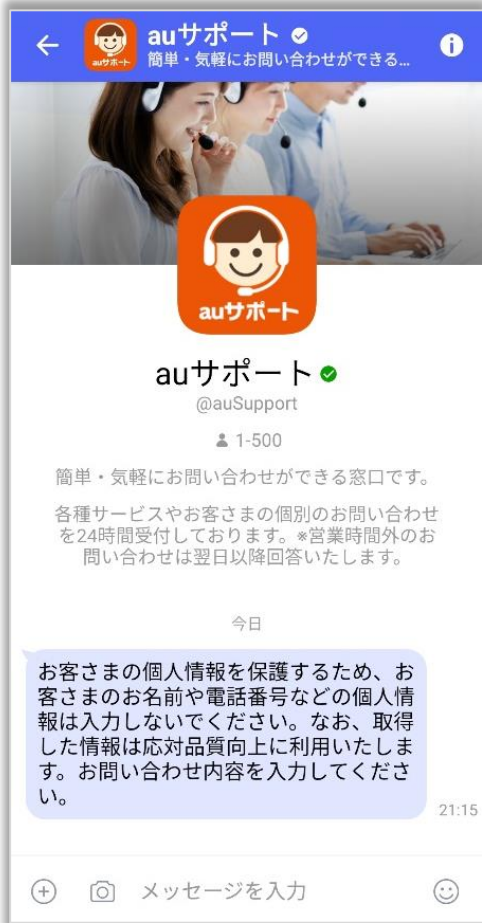 auサポート
簡単・気軽にお問い合わせができる...
auサポート
auサポート
auサポート
@auSupport
1-500
簡単・気軽にお問い合わせができる窓口です。
各種サービスやお客さまの個別のお問い合わせ
を24時間受付しております。※営業時間外のお
問い合わせは翌日以降回答いたします。
今日
お客さまの個人情報を保護するため、お
客さまのお名前や電話番号などの個人情
報は入力しないでください。なお、取得
した情報は応対品質向上に利用いたしま
す。お問い合わせ内容を入力してくださ
い。
21:15
メッセージを入力